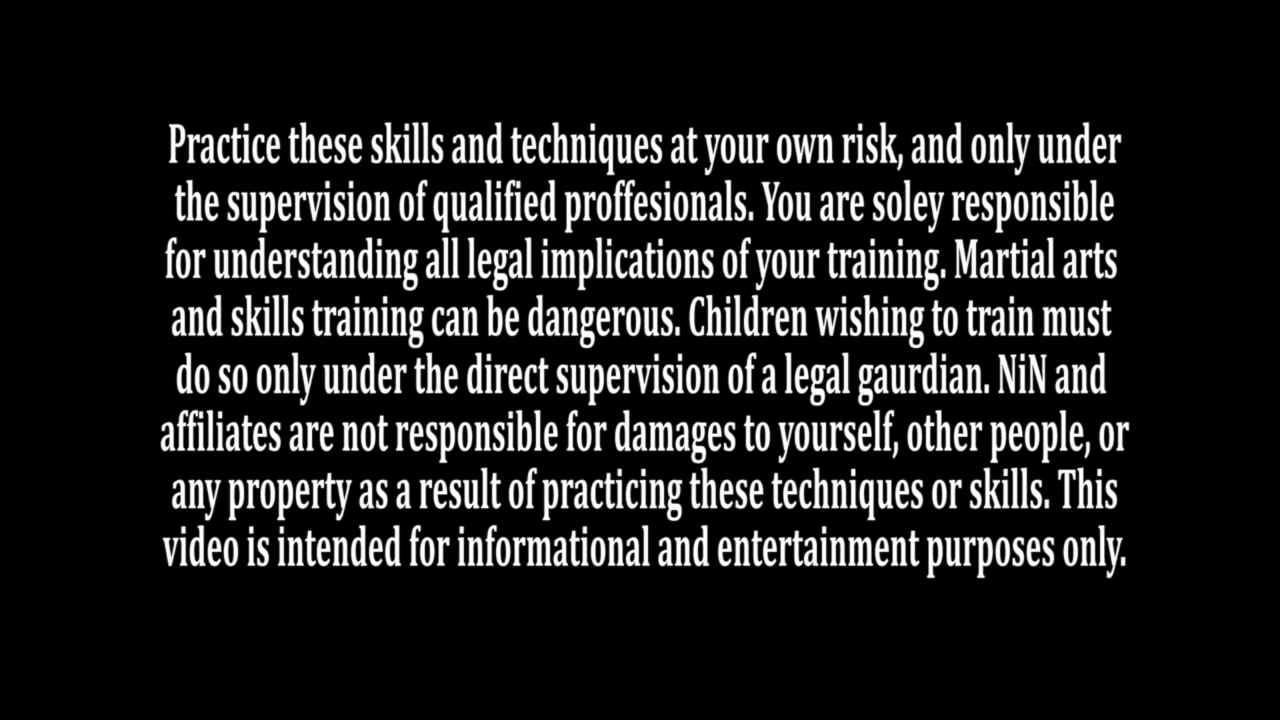 Practice these skills and techniques at your own risk, and only under
the supervision of qualified proffesionals. You are soley responsible
for understanding all legal implications of your training. Martial arts
and skills training can be dangerous. Children wishing to train must
do so only under the direct supervision of a legal gaurdian. NiN and
affiliates are not responsible for damages to yourself, other people, or
any property as a result of practicing these techniques or skills. This
video is intended for informational and entertainment purposes only.